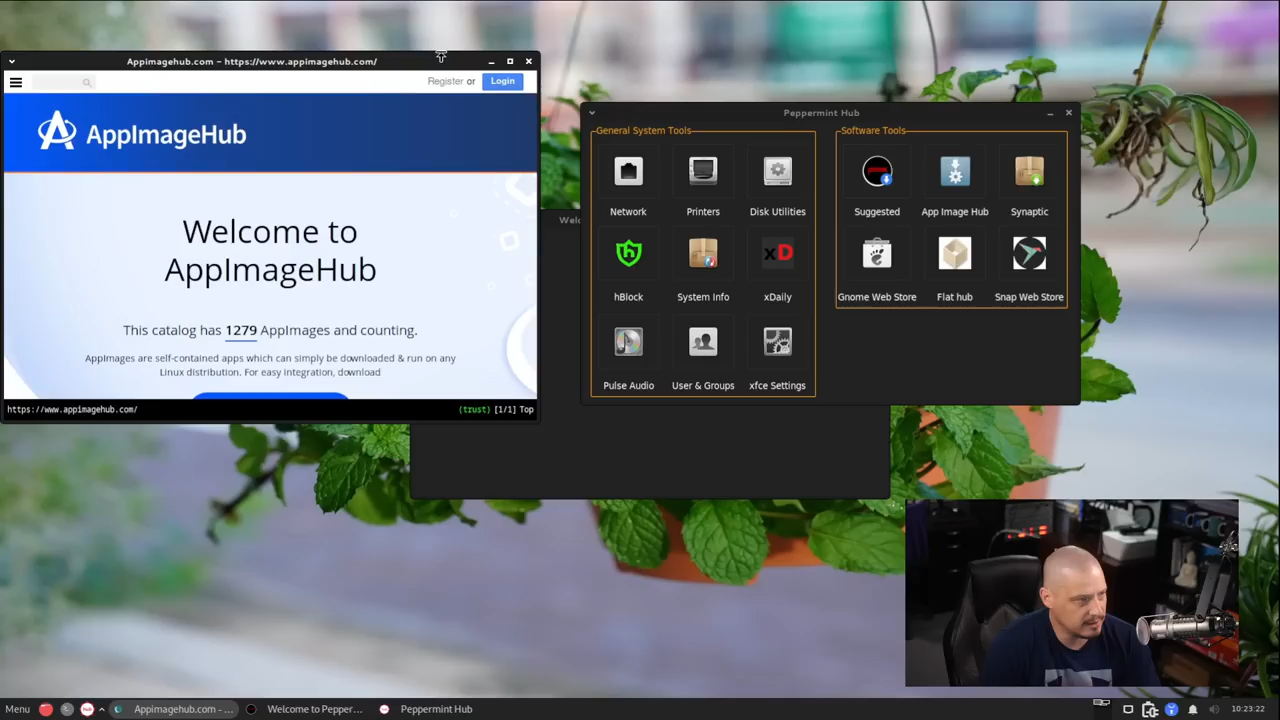 Appimagehub.com – https://www.appimagehub.com/
Register or Login
AppImageHub
Welcome to
AppImageHub
This catalog has 1279 AppImages and counting.
AppImages are self-contained apps which can simply be downloaded & run on any
Linux distribution. For easy integration, download
https://www.appimagehub.com/
(trust) [1/1] Top
Welc
Peppermint Hub
General System Tools
Network
Printers
Disk Utilities
hBlock
System Info
xD
xDaily
Pulse Audio
User & Groups
xfce Settings
Software Tools
Suggested
App Image Hub
Synaptic
Gnome Web Store
Flat hub
Snap Web Store
Menu
Appimagehub.com - ...
Welcome to Pepper...
Peppermint Hub
10:23:22